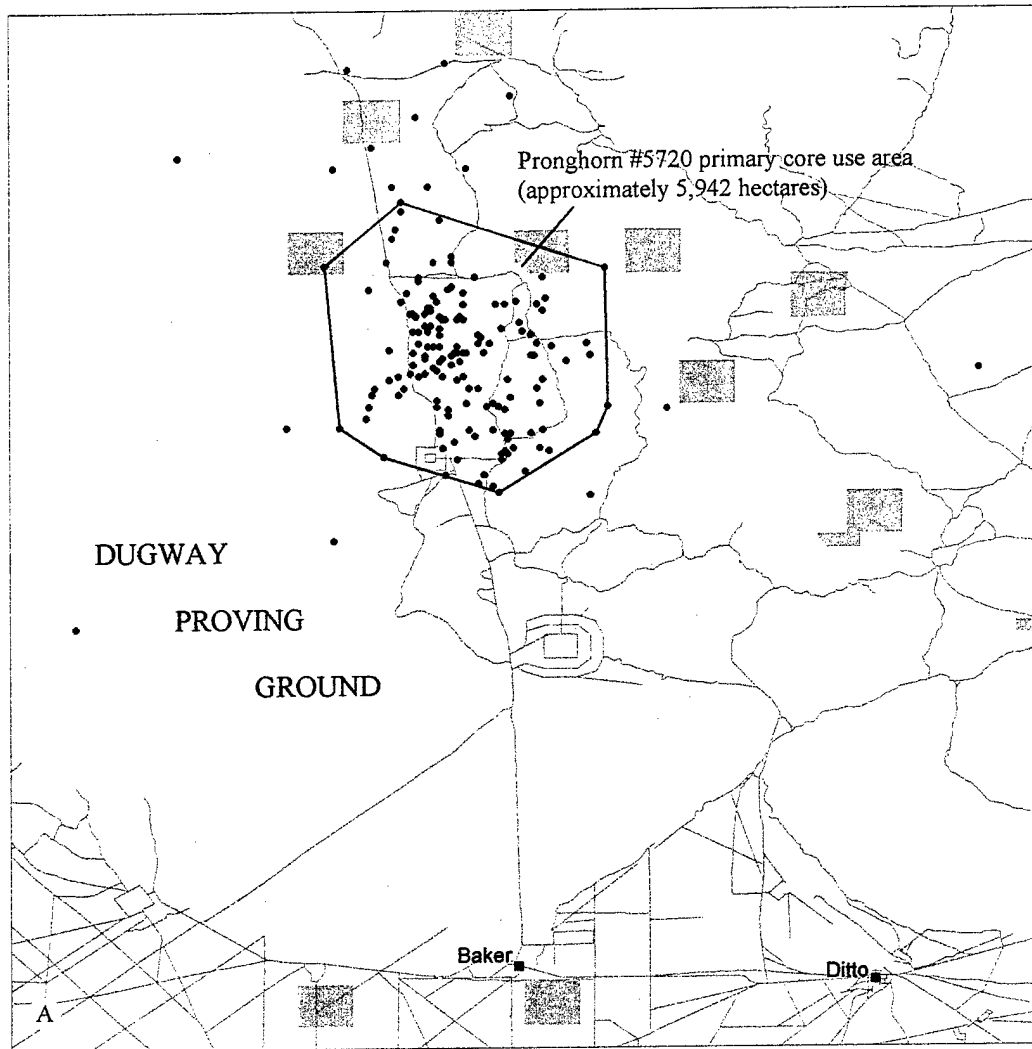 Pronghorn #5720 primary core use area
(approximately 5,942 hectares)
DUGWAY
PROVING
GROUND
Baker
Ditto
A